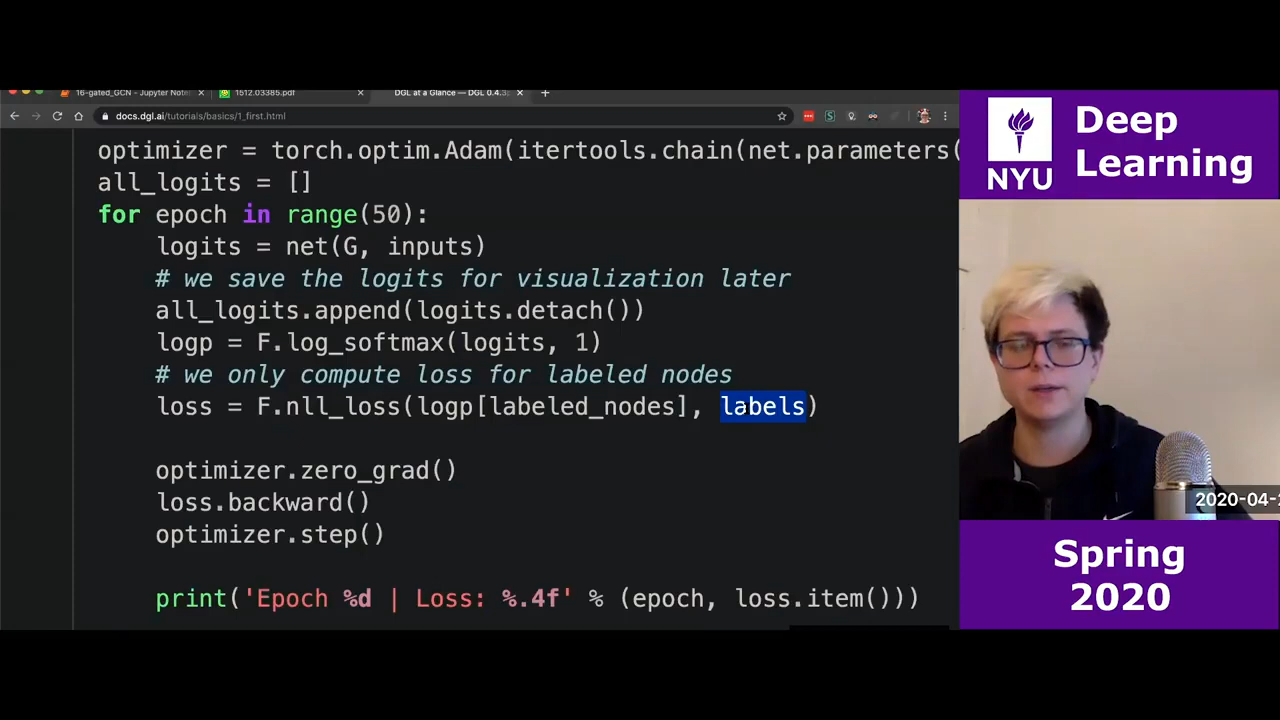 16-gated_GCN - Jupyter Note
1512.03385.pdf
DGL at a Glance — DGL 0.4.3
docs.dgl.ai/tutorials/basics/1_first.html
optimizer = torch.optim.Adam(itertools.chain(net.parameters(
all_logits = []
for epoch in range(50):
logits = net(G, inputs)
# we save the logits for visualization later
all_logits.append(logits.detach())
logp = F.log_softmax(logits, 1)
# we only compute loss for labeled nodes
loss = F.nll_loss(logp[labeled_nodes], labels)
optimizer.zero_grad()
loss.backward()
optimizer.step()
print('Epoch %d | Loss: %.4f' % (epoch, loss.item()))
NYU
Deep
Learning
2020-04-2
Spring
2020